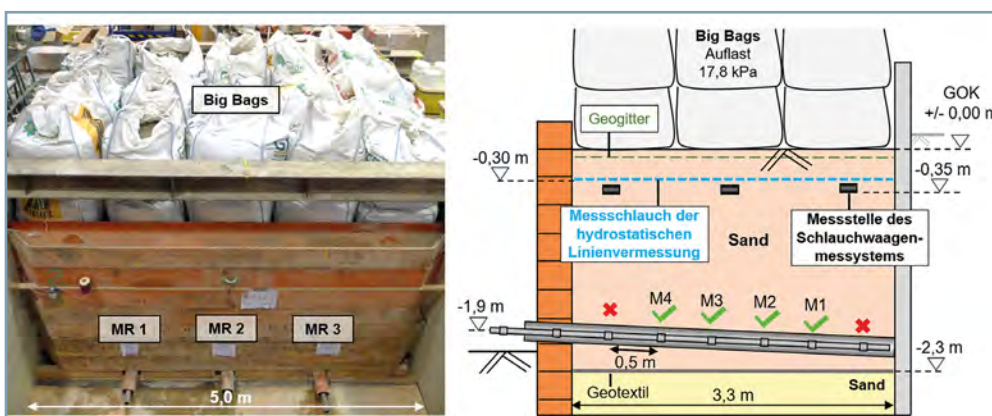 Big Bags
MR 1
MR 2
MR 3
5,0 m
Big Bags
Auflast
17,8 kPa
GOK
+/- 0,00 m
Geogitter
-0,30 m
-0,35 m
Messschlauch der
hydrostatischen
Linienvermessung
Sand
Messstelle des
Schlauchwaagen-
messystems
M4
M3
M2
M1
-1,9 m
0,5 m
-2,3 m
Geotextil
Sand
3,3 m